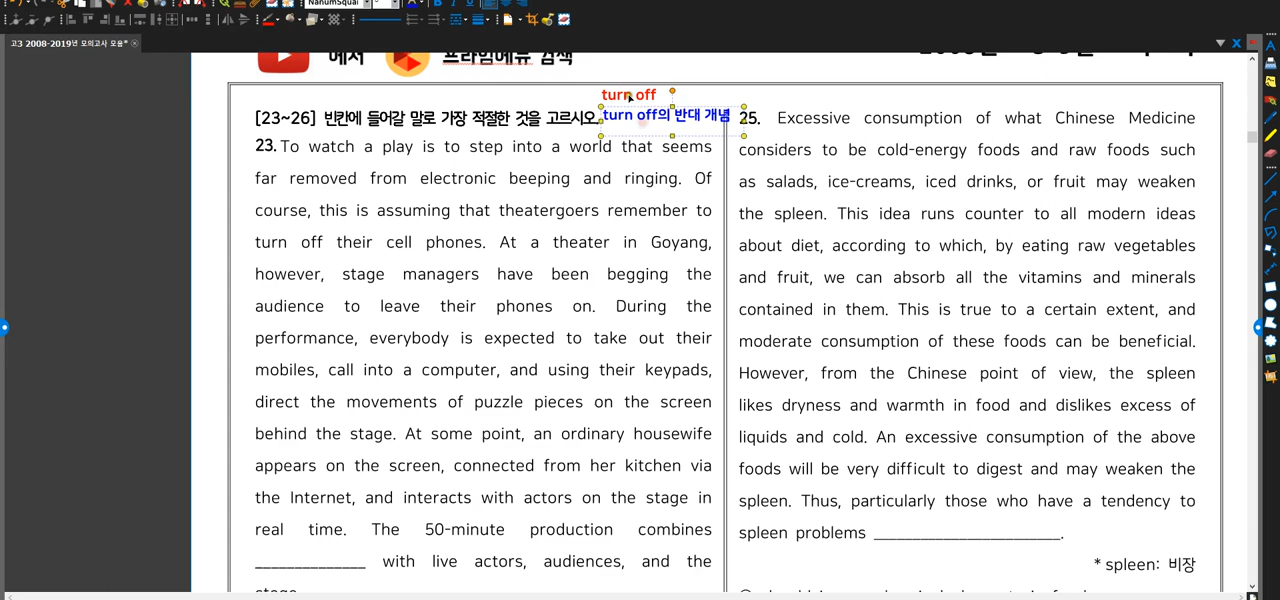 NanumSqua
고3 2008-2019년 모의고사 모음*
에서
프라임에듀 검색
turn off
turn off의 반대 개념
[23~26] 빈칸에 들어갈 말로 가장 적절한 것을 고르시오.
23. To watch a play is to step into a world that seems
far removed from electronic beeping and ringing. Of
course, this is assuming that theatergoers remember to
turn off their cell phones. At a theater in Goyang,
however, stage managers have been begging the
audience to leave their phones on. During the
performance, everybody is expected to take out their
mobiles, call into a computer, and using their keypads,
direct the movements of puzzle pieces on the screen
behind the stage. At some point, an ordinary housewife
appears on the screen, connected from her kitchen via
the Internet, and interacts with actors on the stage in
real time. The 50-minute production combines
_______________ with live actors, audiences, and the
stage.
25. Excessive consumption of what Chinese Medicine
considers to be cold-energy foods and raw foods such
as salads, ice-creams, iced drinks, or fruit may weaken
the spleen. This idea runs counter to all modern ideas
about diet, according to which, by eating raw vegetables
and fruit, we can absorb all the vitamins and minerals
contained in them. This is true to a certain extent, and
moderate consumption of these foods can be beneficial.
However, from the Chinese point of view, the spleen
likes dryness and warmth in food and dislikes excess of
liquids and cold. An excessive consumption of the above
foods will be very difficult to digest and may weaken the
spleen. Thus, particularly those who have a tendency to
spleen problems _________________________.
* spleen: 비장